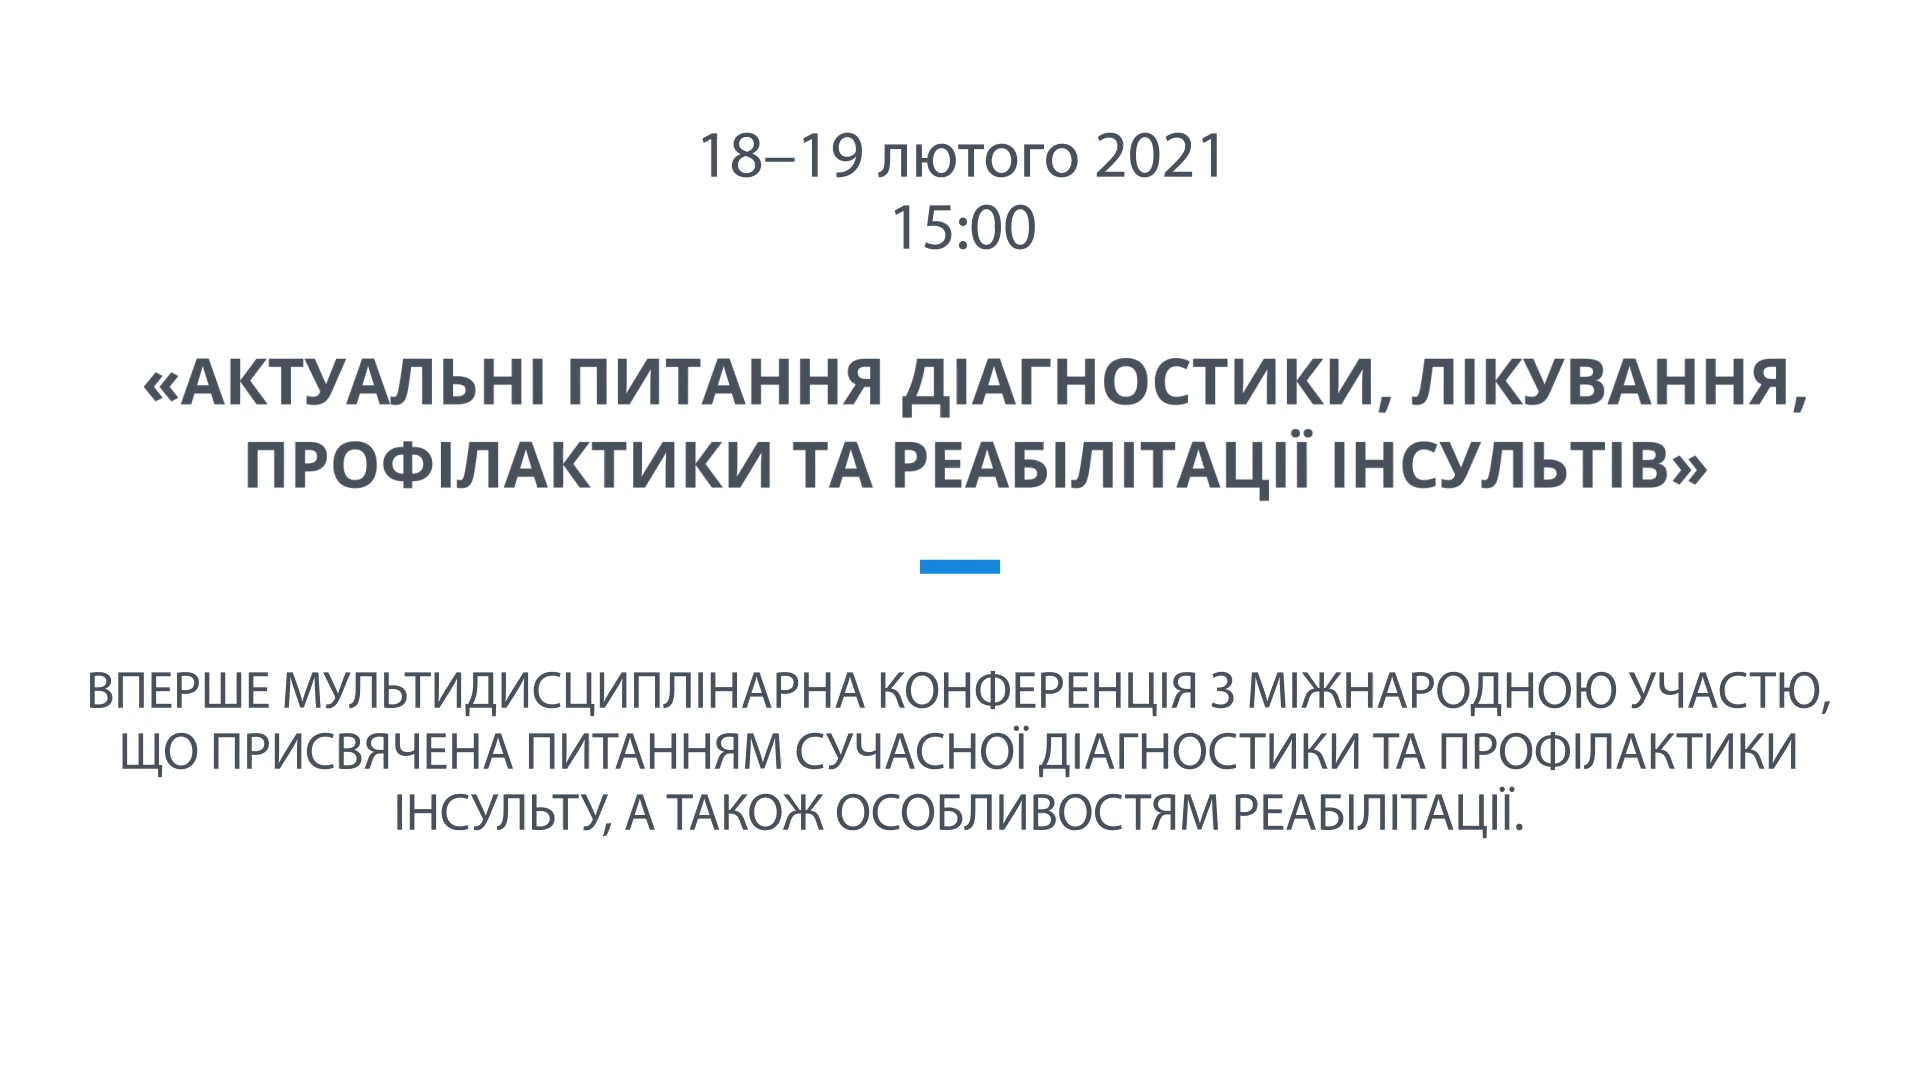 18–19 лютого 2021
15:00
«АКТУАЛЬНІ ПИТАННЯ ДІАГНОСТИКИ, ЛІКУВАННЯ,
ПРОФІЛАКТИКИ ТА РЕАБІЛІТАЦІЇ ІНСУЛЬТІВ»
ВПЕРШЕ МУЛЬТИДИСЦИПЛІНАРНА КОНФЕРЕНЦІЯ З МІЖНАРОДНОЮ УЧАСТЮ,
ЩО ПРИСВЯЧЕНА ПИТАННЯМ СУЧАСНОЇ ДІАГНОСТИКИ ТА ПРОФІЛАКТИКИ
ІНСУЛЬТУ, А ТАКОЖ ОСОБЛИВОСТЯМ РЕАБІЛІТАЦІЇ.